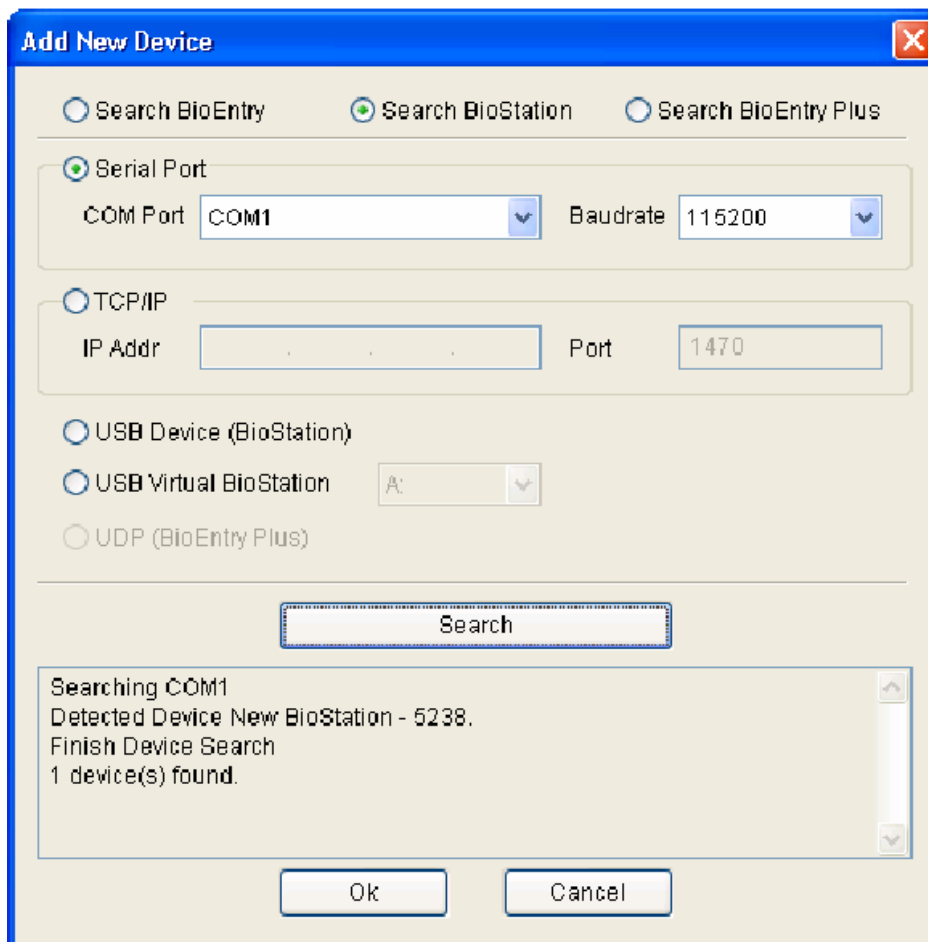 Add New Device
Search BioEntry Search BioStation Search BioEntry Plus
Serial Port
COM Port COM1 Baudrate 115200
TCP/IP
IP Addr . . . Port 1470
USB Device (BioStation)
USB Virtual BioStation A:
UDP (BioEntry Plus)
Search
Searching COM1
Detected Device New BioStation - 5238.
Finish Device Search
1 device(s) found.
Ok Cancel